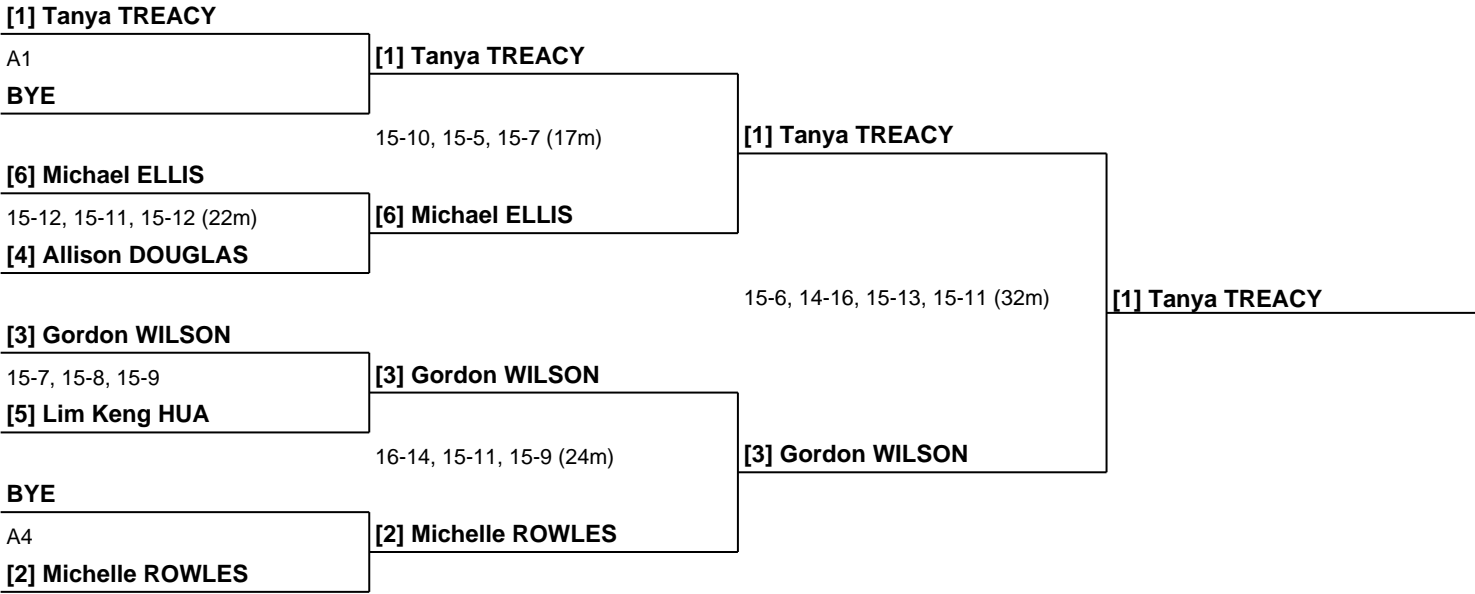 [1] Tanya TREACY
A1
[1] Tanya TREACY
BYE
15-10, 15-5, 15-7 (17m)
[1] Tanya TREACY
[6] Michael ELLIS
15-12, 15-11, 15-12 (22m)
[6] Michael ELLIS
[4] Allison DOUGLAS
15-6, 14-16, 15-13, 15-11 (32m)
[1] Tanya TREACY
[3] Gordon WILSON
15-7, 15-8, 15-9
[3] Gordon WILSON
[5] Lim Keng HUA
16-14, 15-11, 15-9 (24m)
[3] Gordon WILSON
BYE
A4
[2] Michelle ROWLES
[2] Michelle ROWLES